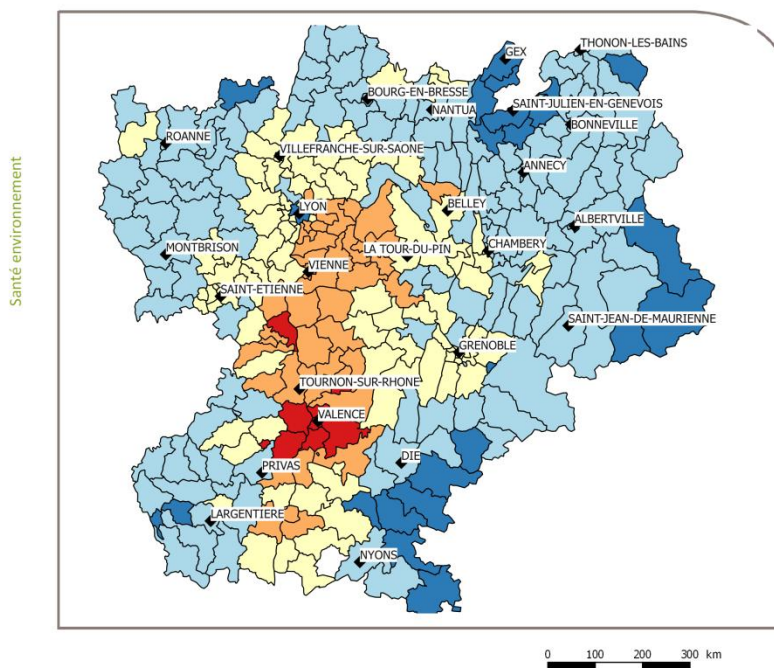 Santé environnement
GEX
THONON-LES-BAINS
BOURG-EN-BRESSE
NANTUA
SAINT-JULIEN-EN-GENEVOIS
BONNEVILLE
ROANNE
VILLEFRANCHE-SUR-SAONE
ANNECY
LYON
BELLEY
ALBERTVILLE
MONTBRISON
LA TOUR-DU-PIN
CHAMBERY
VIENNE
SAINT-ETIENNE
SAINT-JEAN-DE-MAURIENNE
GRENOBLE
TOURNON-SUR-RHONE
VALENCE
DIE
PRIVAS
LARGENTIERE
NYONS
0 100 200 300 km